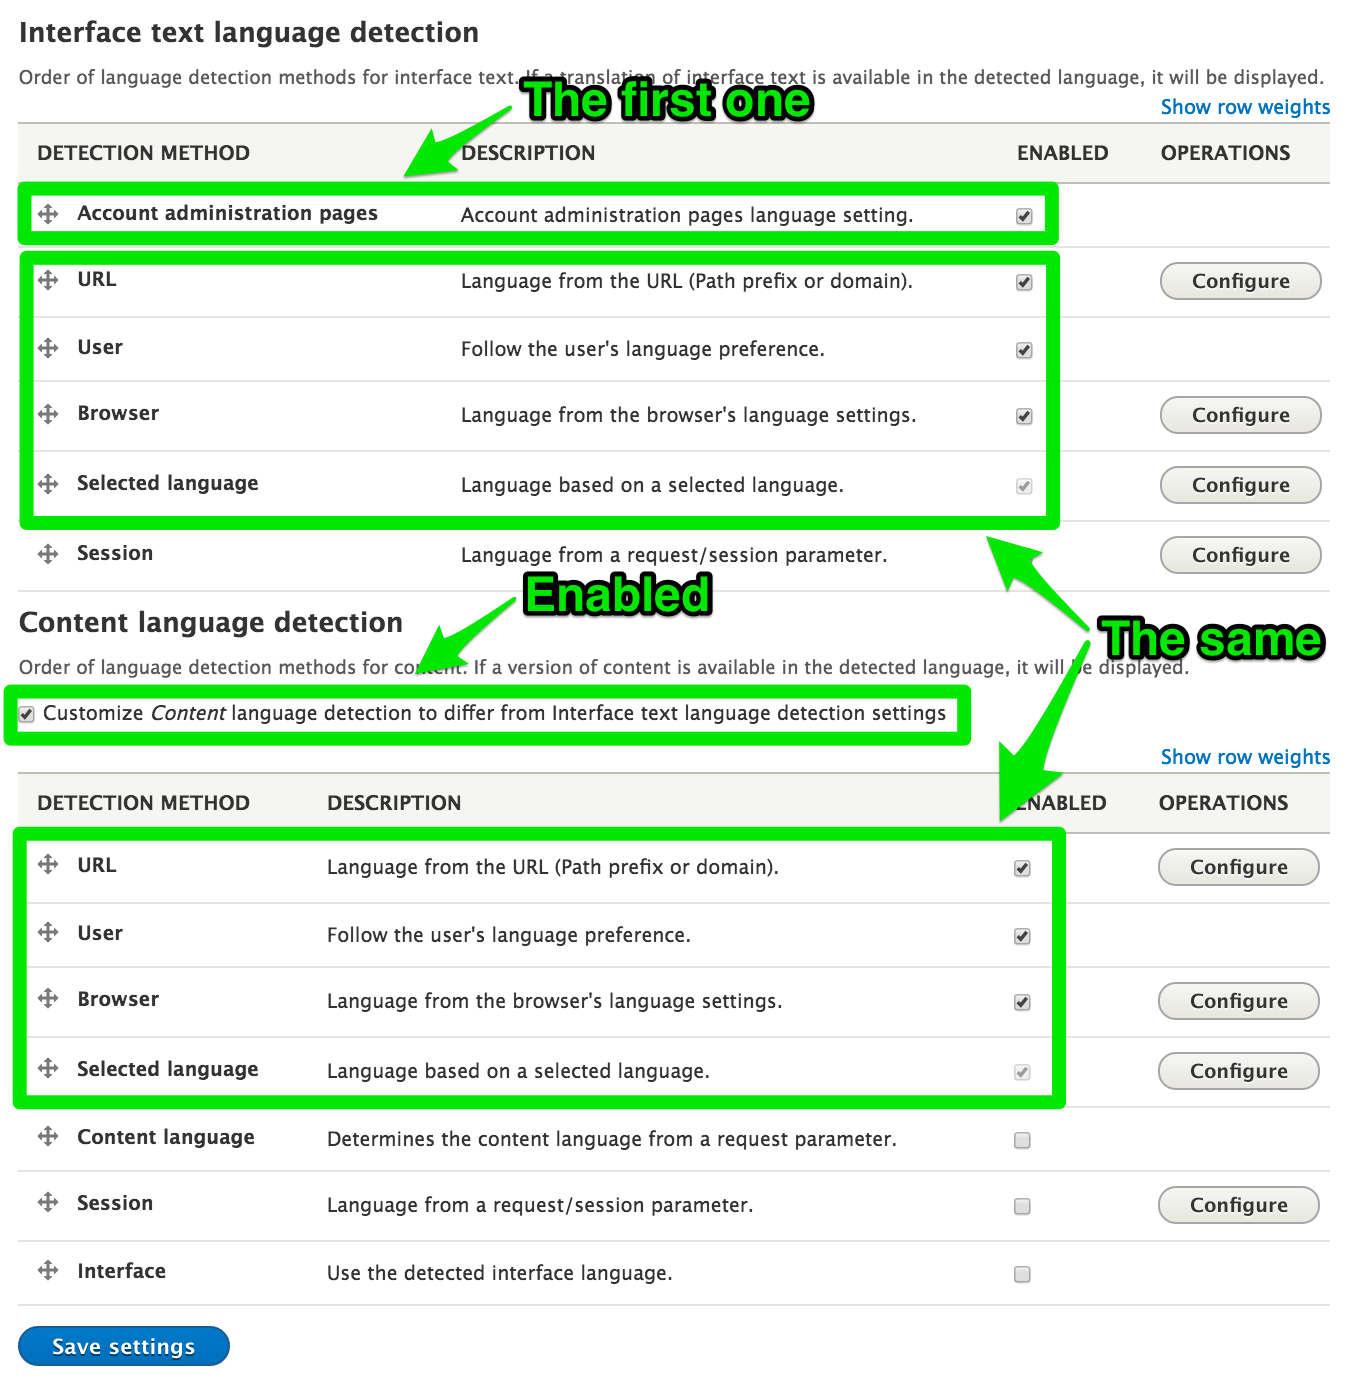 Interface text language detection
Order of language detection methods for interface text. If a translation of interface text is available in the detected language, it will be displayed.
The first one
Show row weights
DETECTION METHOD DESCRIPTION ENABLED OPERATIONS
Account administration pages Account administration pages language setting.
URL Language from the URL (Path prefix or domain). Configure
User Follow the user's language preference.
Browser Language from the browser's language settings. Configure
Selected language Language based on a selected language. Configure
Session Language from a request/session parameter. Configure
Enabled
Content language detection
The same
Order of language detection methods for content. If a version of content is available in the detected language, it will be displayed.
Customize Content language detection to differ from Interface text language detection settings
Show row weights
DETECTION METHOD DESCRIPTION ENABLED OPERATIONS
URL Language from the URL (Path prefix or domain). Configure
User Follow the user's language preference.
Browser Language from the browser's language settings. Configure
Selected language Language based on a selected language. Configure
Content language Determines the content language from a request parameter.
Session Language from a request/session parameter. Configure
Interface Use the detected interface language.
Save settings